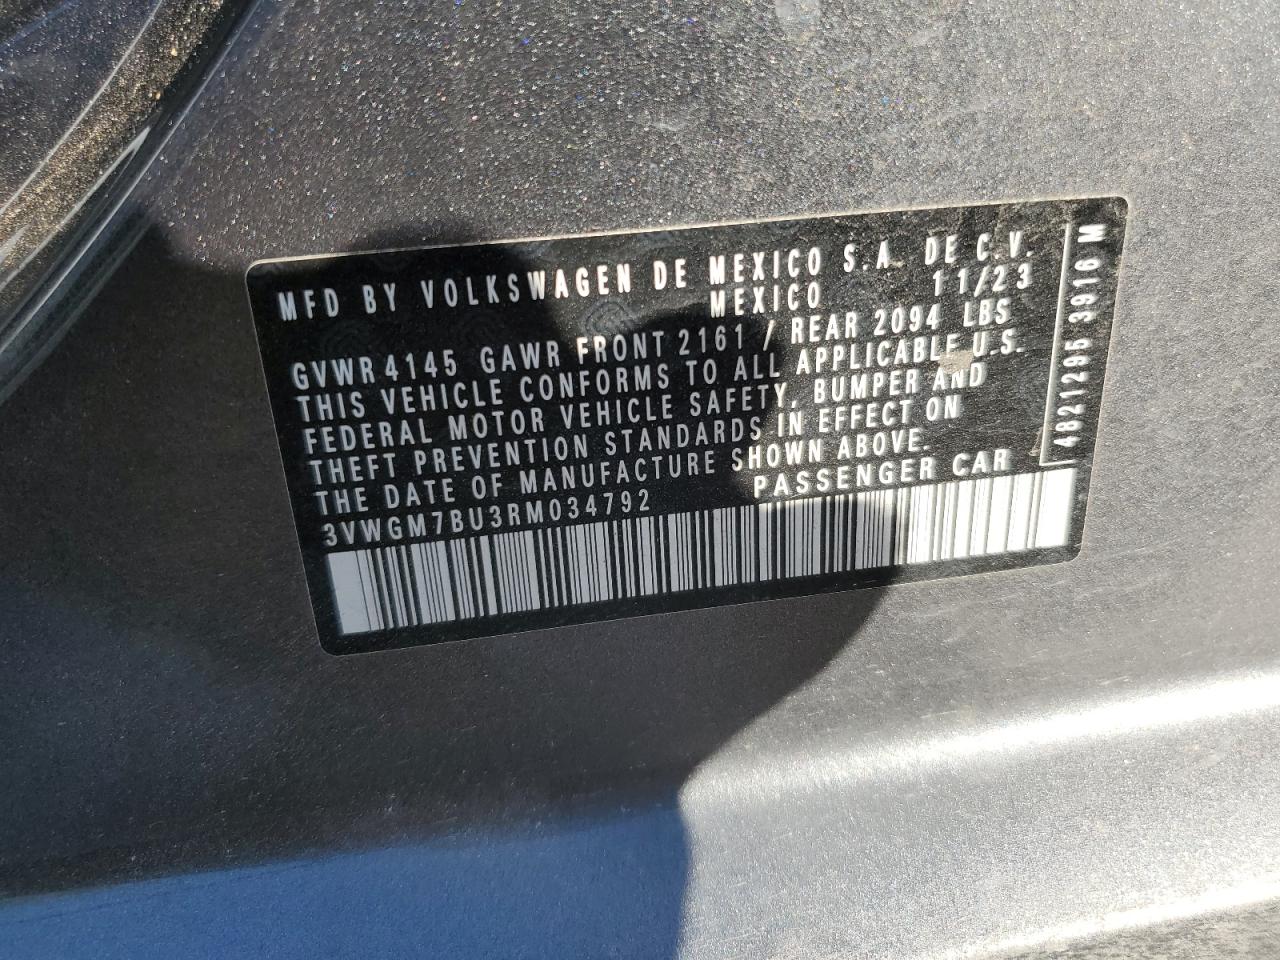 MFD BY VOLKSWAGEN DE MEXICO S.A. DE C.V.
MEXICO 11/23
GVWR 4145 GAWR FRONT 2161 / REAR 2094 LBS
THIS VEHICLE CONFORMS TO ALL APPLICABLE U.S.
FEDERAL MOTOR VEHICLE SAFETY, BUMPER AND
THEFT PREVENTION STANDARDS IN EFFECT ON
THE DATE OF MANUFACTURE SHOWN ABOVE.
3VWGM7BU3RM034792 PASSENGER CAR
4821295 3916 M